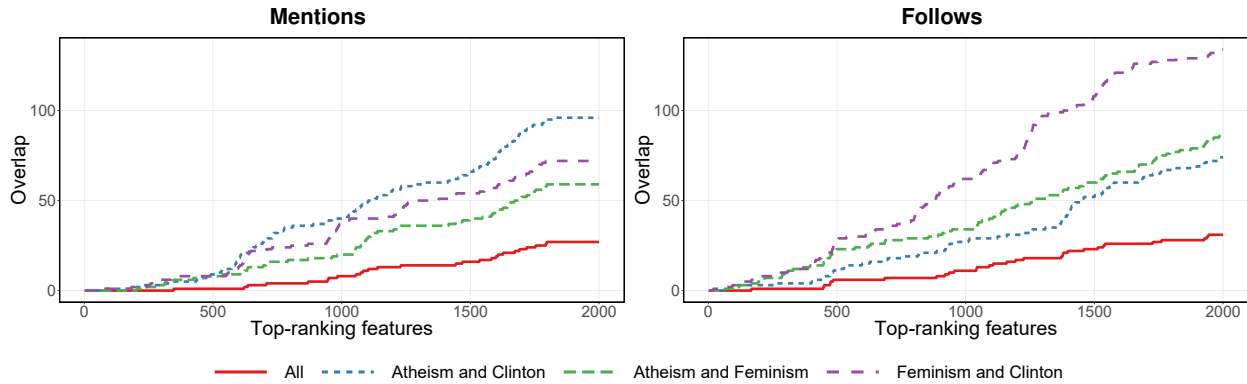 Mentions
Follows
Overlap
100
50
0
0
500
1000
1500
2000
Top-ranking features
Overlap
100
50
0
0
500
1000
1500
2000
Top-ranking features
All
Atheism and Clinton
Atheism and Feminism
Feminism and Clinton